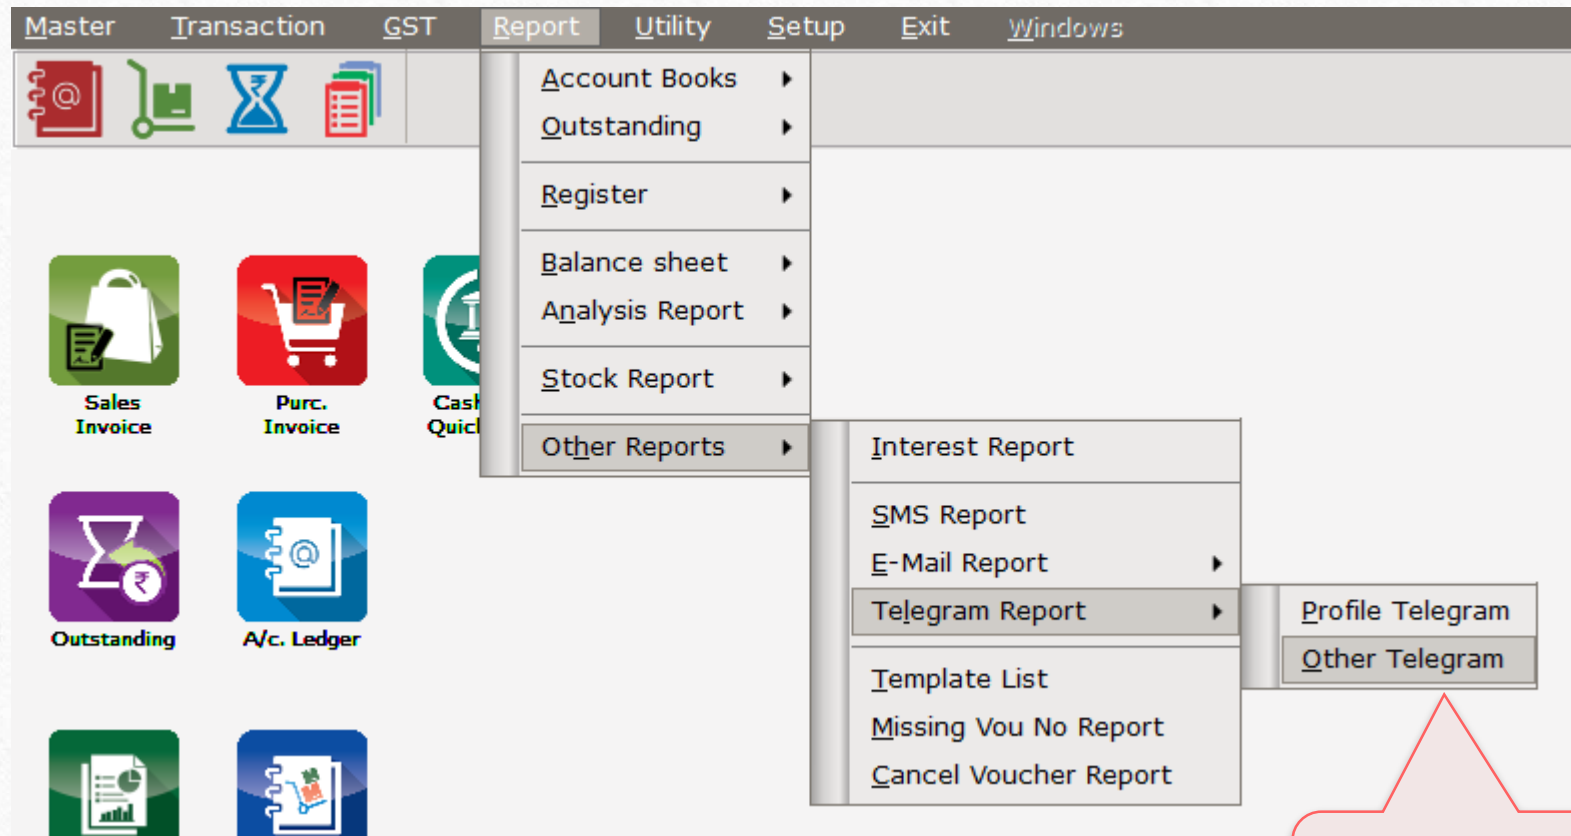 Master Transaction GST Report Utility Setup Exit Windows
Account Books
Outstanding
Register
Balance sheet
Analysis Report
Stock Report
Other Reports
Interest Report
SMS Report
E-Mail Report
Telegram Report
Template List
Missing Vou No Report
Cancel Voucher Report
Profile Telegram
Other Telegram
Sales
Invoice
Purc.
Invoice
Outstanding
A/c. Ledger